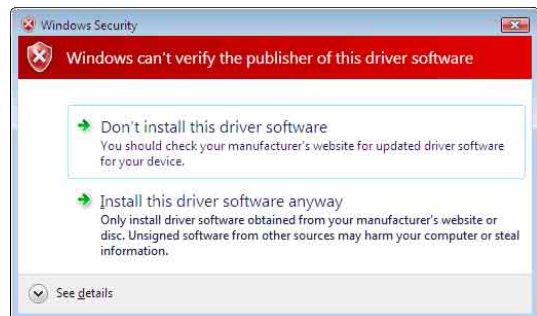 Windows Security
Windows can't verify the publisher of this driver software
Don't install this driver software
You should check your manufacturer's website for updated driver software
for your device.
Install this driver software anyway
Only install driver software obtained from your manufacturer's website or
disc. Unsigned software from other sources may harm your computer or steal
information.
See details